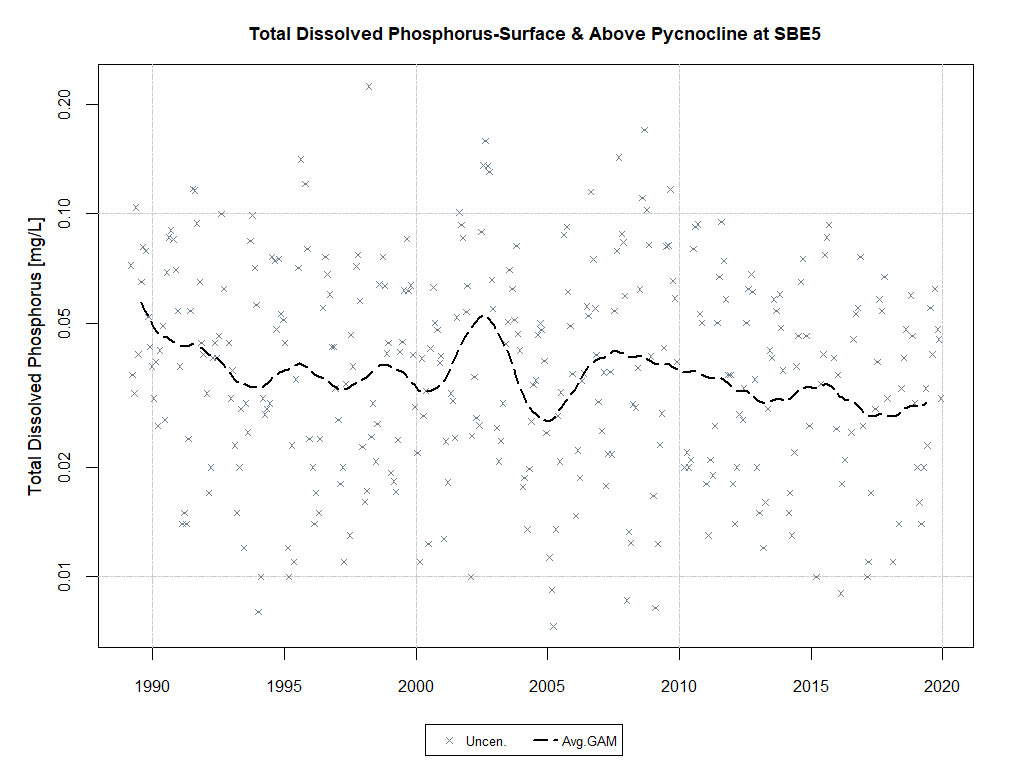 Total Dissolved Phosphorus-Surface & Above Pycnocline at SBE5
Total Dissolved Phosphorus [mg/L]
0.20
0.10
0.05
0.02
0.01
1990 1995 2000 2005 2010 2015 2020
Uncen. Avg.GAM